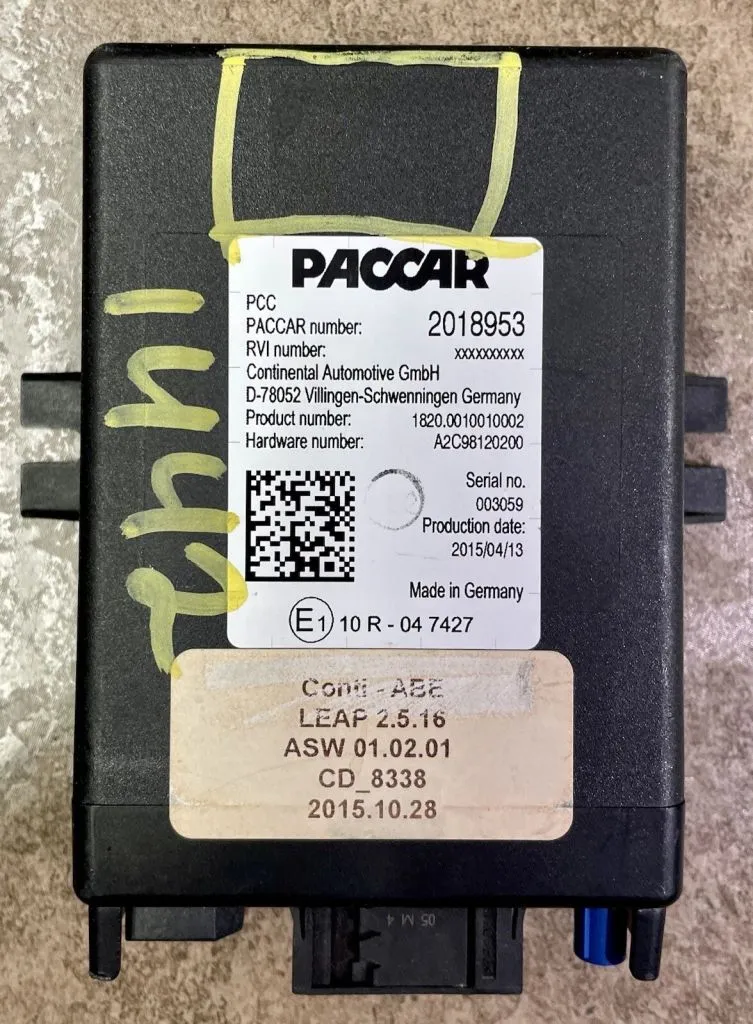 PACCAR
PCC
PACCAR number: 2018953
RVI number: xxxxxxxxxx
Continental Automotive GmbH
D-78052 Villingen-Schwenningen Germany
Product number: 1820.0010010002
Hardware number: A2C98120200
Serial no.
003059
Production date:
2015/04/13
Made in Germany
E1 10 R - 04 7427
Conti - ABE
LEAP 2.5.16
ASW 01.02.01
CD_8338
2015.10.28
05 M 4